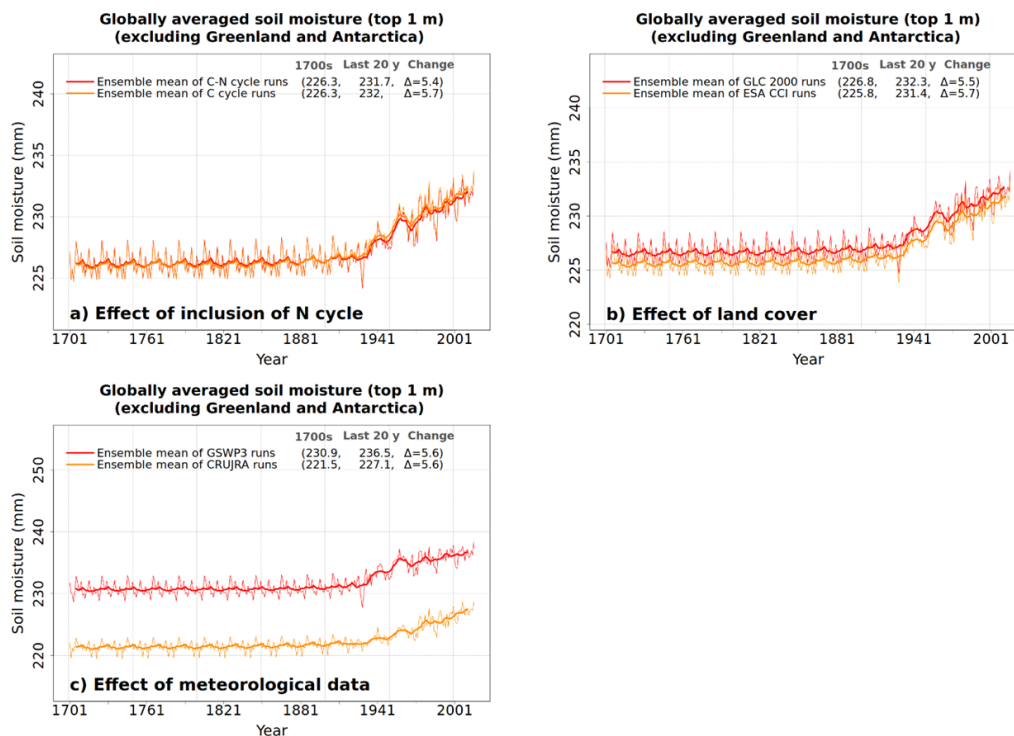 Globally averaged soil moisture (top 1 m)
(excluding Greenland and Antarctica)
1700s Last 20 y Change
Ensemble mean of C-N cycle runs (226.3, 231.7, Δ=5.4)
Ensemble mean of C cycle runs (226.3, 232, Δ=5.7)
240
235
230
225
Soil moisture (mm)
a) Effect of inclusion of N cycle
1701 1761 1821 1881 1941 2001
Year
Globally averaged soil moisture (top 1 m)
(excluding Greenland and Antarctica)
1700s Last 20 y Change
Ensemble mean of GLC 2000 runs (226.8, 232.3, Δ=5.5)
Ensemble mean of ESA CCI runs (225.8, 231.4, Δ=5.7)
240
235
230
225
220
Soil moisture (mm)
b) Effect of land cover
1701 1761 1821 1881 1941 2001
Year
Globally averaged soil moisture (top 1 m)
(excluding Greenland and Antarctica)
1700s Last 20 y Change
Ensemble mean of GSWP3 runs (230.9, 236.5, Δ=5.6)
Ensemble mean of CRUJRA runs (221.5, 227.1, Δ=5.6)
250
240
230
220
Soil moisture (mm)
c) Effect of meteorological data
1701 1761 1821 1881 1941 2001
Year